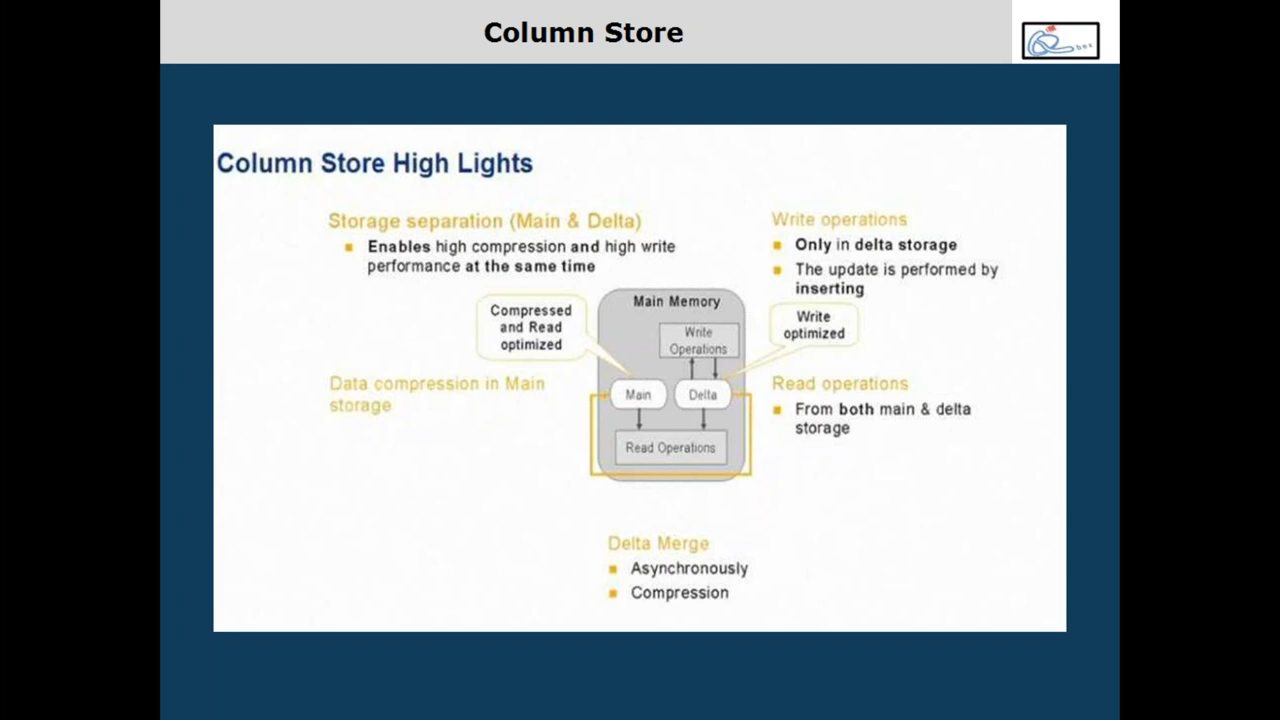 Column Store
Column Store High Lights
Storage separation (Main & Delta)
Enables high compression and high write
performance at the same time
Write operations
Only in delta storage
The update is performed by
inserting
Compressed
and Read
optimized
Main Memory
Write
Operations
Write
optimized
Main
Delta
Read Operations
Data compression in Main
storage
Read operations
From both main & delta
storage
Delta Merge
Asynchronously
Compression